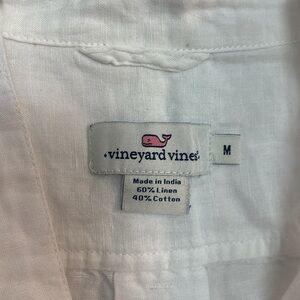 vineyard vines
M
Made in India
60% Linen
40% Cotton